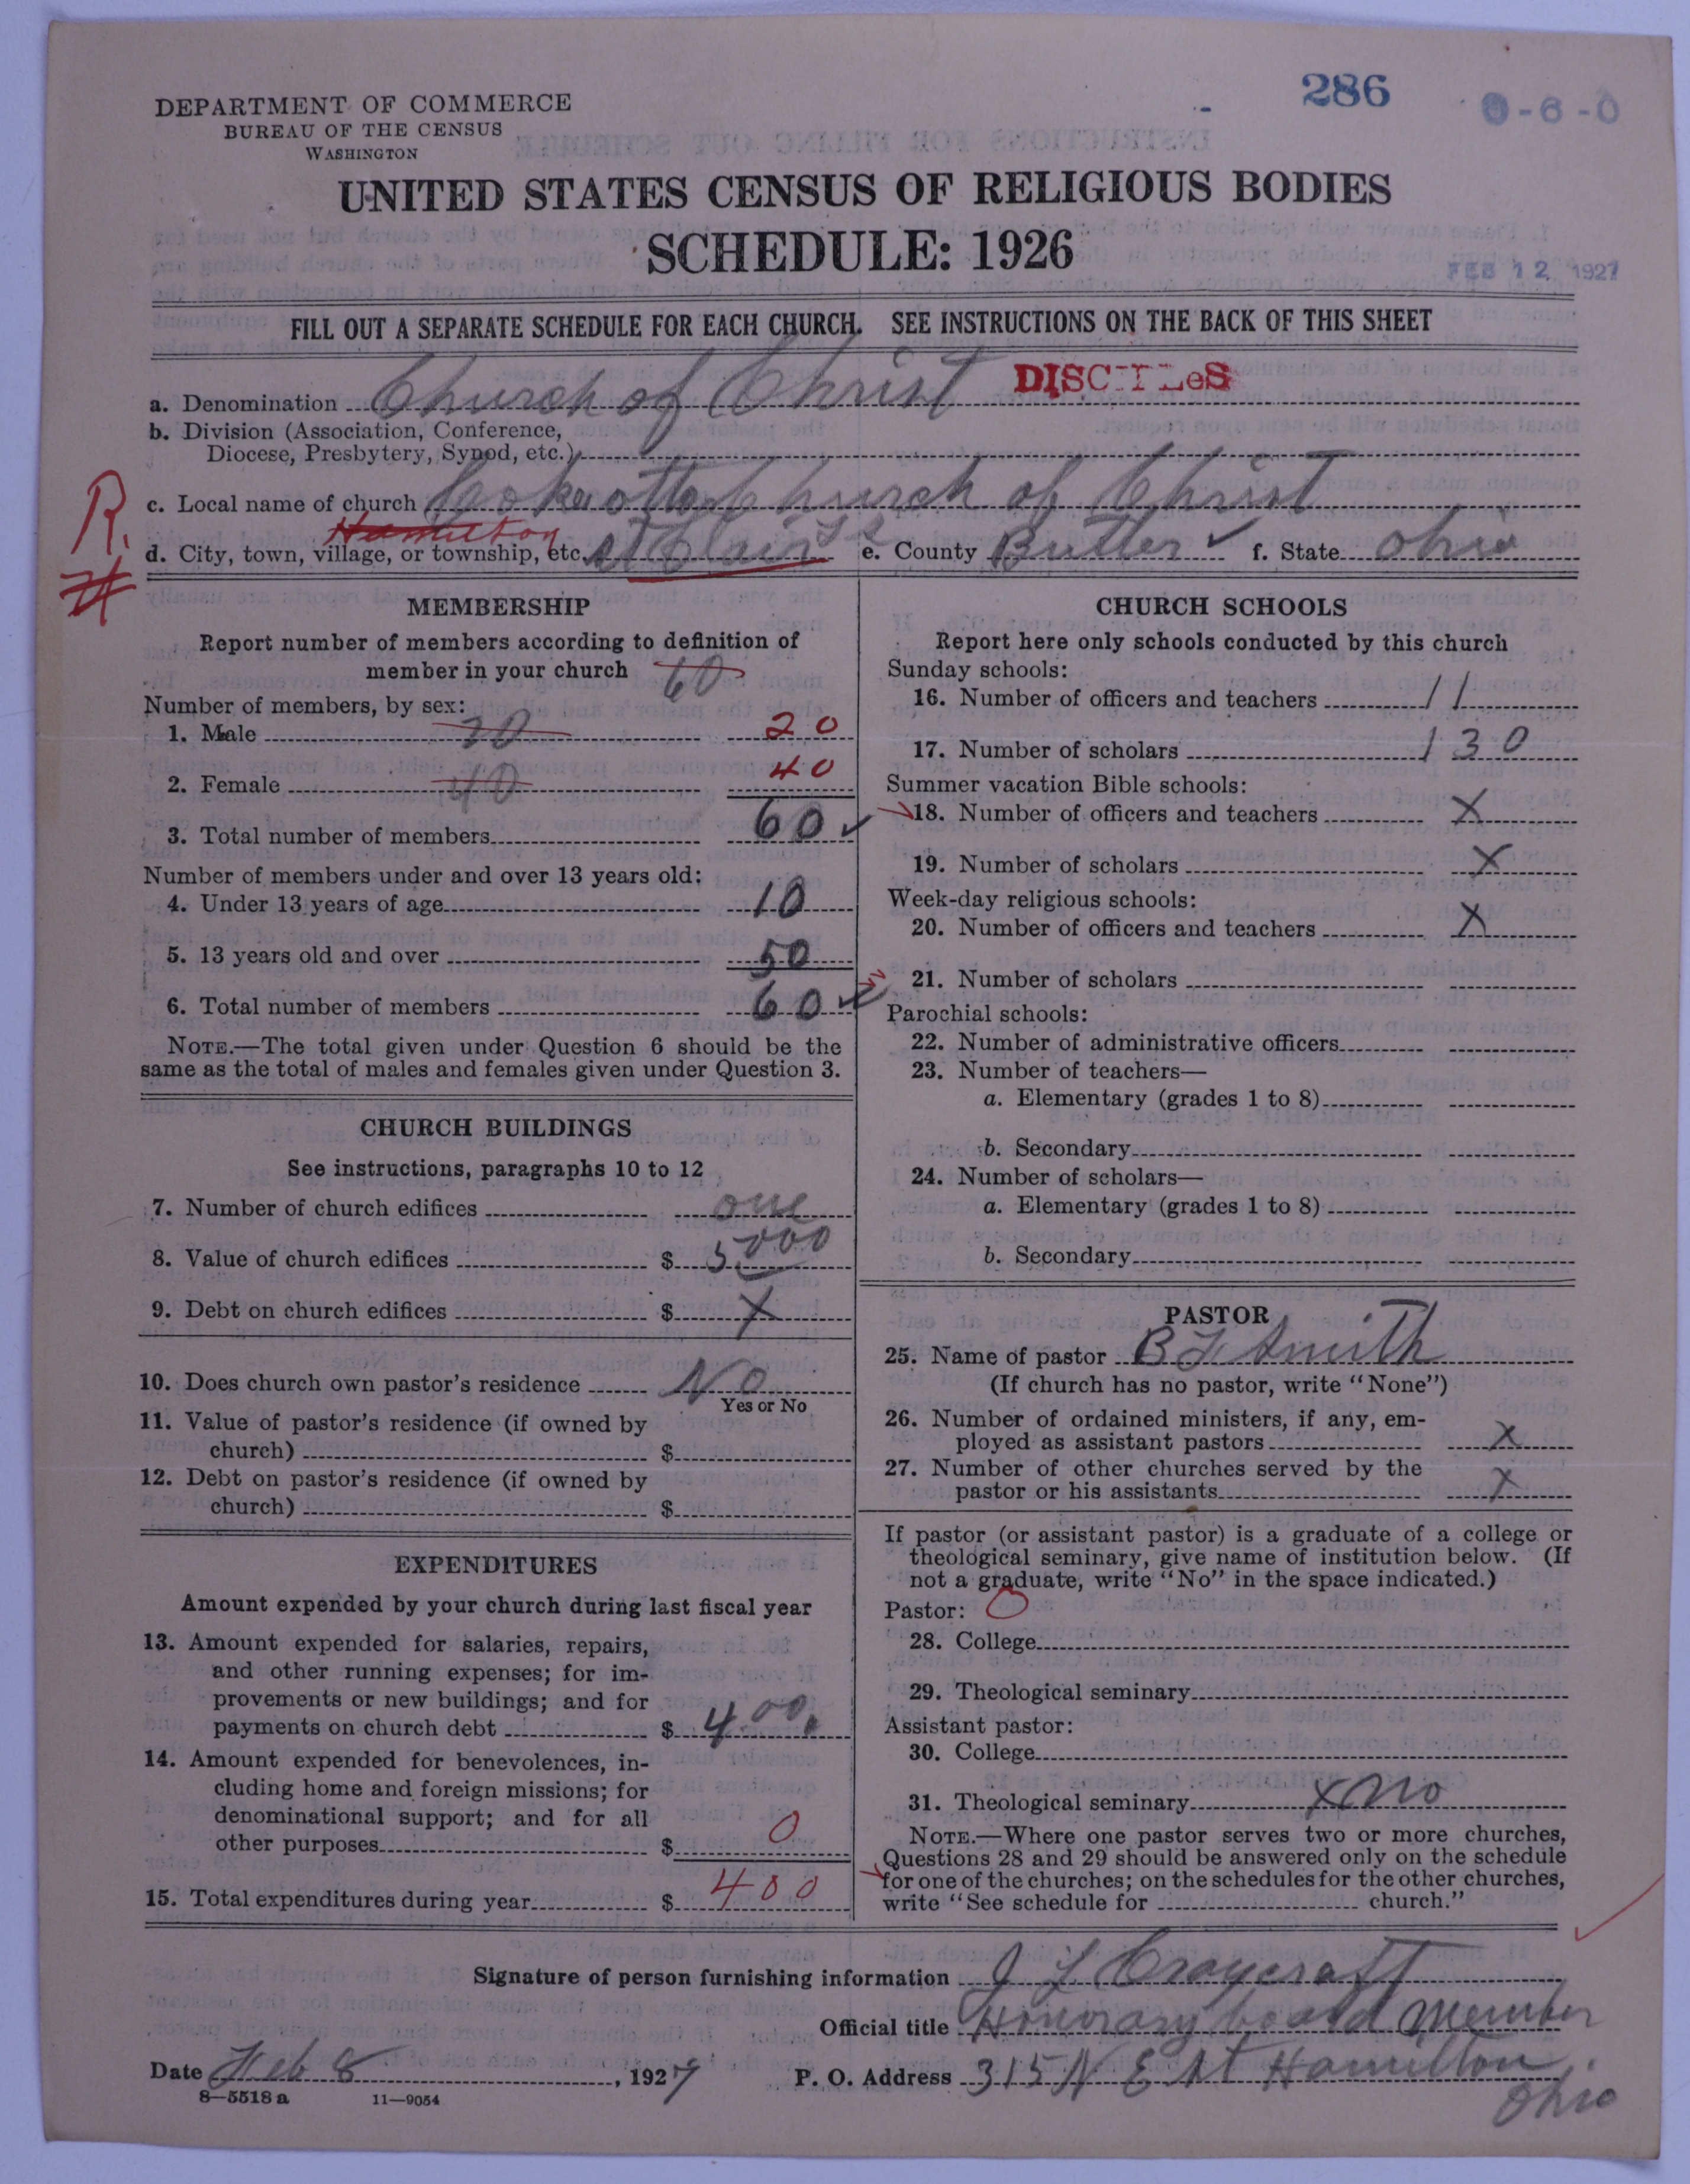 286
0-6-0
DEPARTMENT OF COMMERCE
BUREAU OF THE CENSUS
WASHINGTON
UNITED STATES CENSUS OF RELIGIOUS BODIES
SCHEDULE: 1926
FEB 12 1927
FILL OUT A SEPARATE SCHEDULE FOR EACH CHURCH. SEE INSTRUCTIONS ON THE BACK OF THIS SHEET
a. Denomination Church of Christ DISCILeS
b. Division (Association, Conference,
Diocese, Presbytery, Synod, etc.)
R.
c. Local name of church Coke otto Church of Christ
Hamilton
d. City, town, village, or township, etc. St Clair e. County Butler ✓ f. State Ohio
MEMBERSHIP
Report number of members according to definition of
member in your church 60
Number of members, by sex:
1. Male 20 20
2. Female 40 40
3. Total number of members 60 ✓
Number of members under and over 13 years old:
4. Under 13 years of age 10
5. 13 years old and over 50
6. Total number of members 60 ✓
NOTE.—The total given under Question 6 should be the
same as the total of males and females given under Question 3.
CHURCH BUILDINGS
See instructions, paragraphs 10 to 12
7. Number of church edifices one
8. Value of church edifices $ 5000
9. Debt on church edifices $ X
10. Does church own pastor's residence No
Yes or No
11. Value of pastor's residence (if owned by
church) $
12. Debt on pastor's residence (if owned by
church) $
EXPENDITURES
Amount expended by your church during last fiscal year
13. Amount expended for salaries, repairs,
and other running expenses; for im-
provements or new buildings; and for
payments on church debt $ 400.
14. Amount expended for benevolences, in-
cluding home and foreign missions; for
denominational support; and for all
other purposes $ 0
15. Total expenditures during year $ 400
CHURCH SCHOOLS
Report here only schools conducted by this church
Sunday schools:
16. Number of officers and teachers 11
17. Number of scholars 130
Summer vacation Bible schools:
18. Number of officers and teachers X
19. Number of scholars X
Week-day religious schools:
20. Number of officers and teachers X
21. Number of scholars
Parochial schools:
22. Number of administrative officers
23. Number of teachers—
a. Elementary (grades 1 to 8)
b. Secondary
24. Number of scholars—
a. Elementary (grades 1 to 8)
b. Secondary
PASTOR
25. Name of pastor B F Smith
(If church has no pastor, write "None")
26. Number of ordained ministers, if any, em-
ployed as assistant pastors X
27. Number of other churches served by the
pastor or his assistants X
If pastor (or assistant pastor) is a graduate of a college or
theological seminary, give name of institution below. (If
not a graduate, write "No" in the space indicated.)
Pastor: 0
28. College
29. Theological seminary
Assistant pastor:
30. College
31. Theological seminary X No
NOTE.—Where one pastor serves two or more churches,
Questions 28 and 29 should be answered only on the schedule
for one of the churches; on the schedules for the other churches,
write "See schedule for church."
Signature of person furnishing information J L Craycraft
Official title Honorary board member
Date Feb 8, 1927 P. O. Address 315 N E St Hamilton,
Ohio
8—5518 a 11—9054